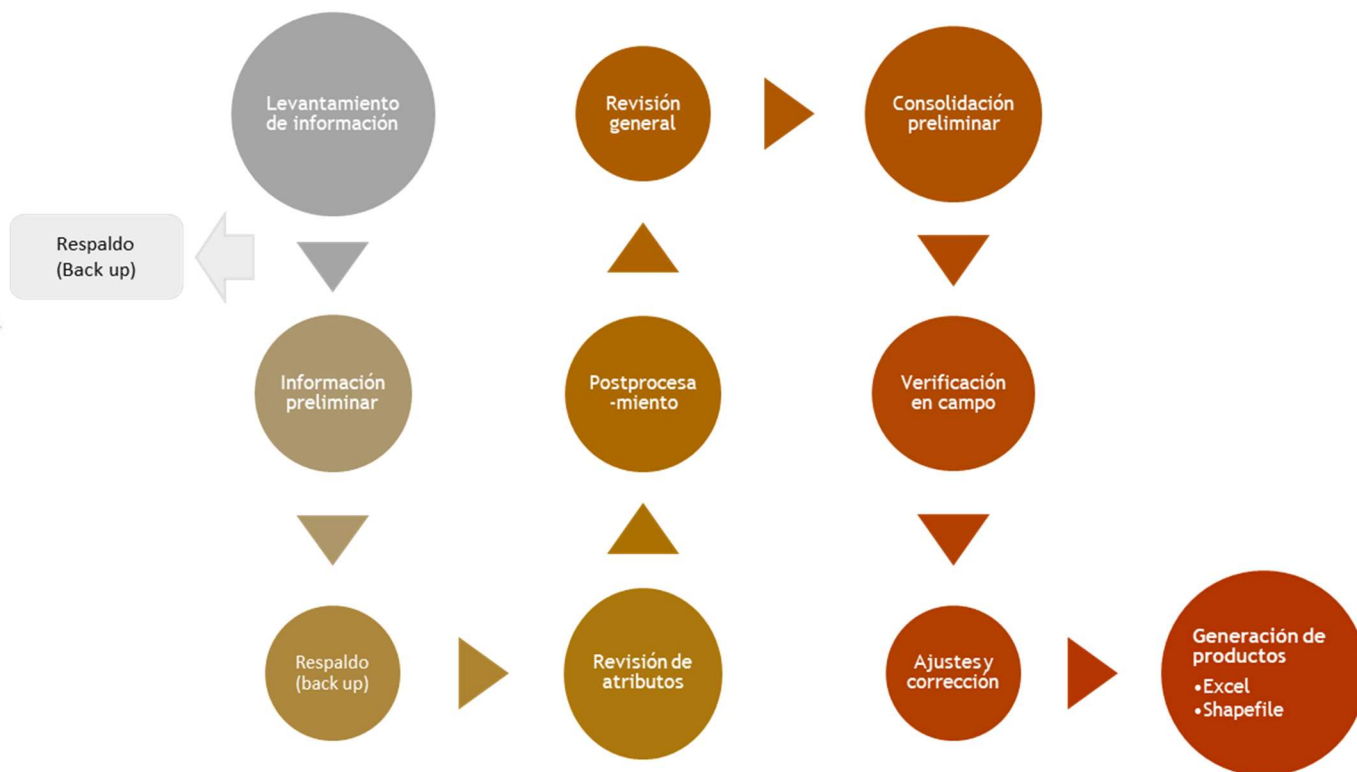 Levantamiento
de información
Respaldo
(Back up)
Información
preliminar
Respaldo
(back up)
Revisión de
atributos
Postprocesa
-miento
Revisión
general
Consolidación
preliminar
Verificación
en campo
Ajustes y
corrección
Generación de
productos
•Excel
•Shapefile